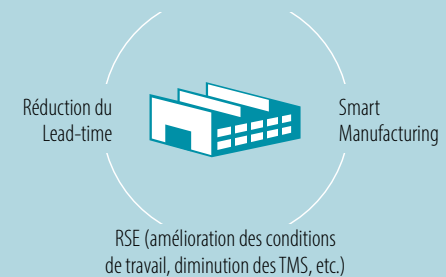 Réduction du
Lead-time
Smart
Manufacturing
RSE (amélioration des conditions
de travail, diminution des TMS, etc.)